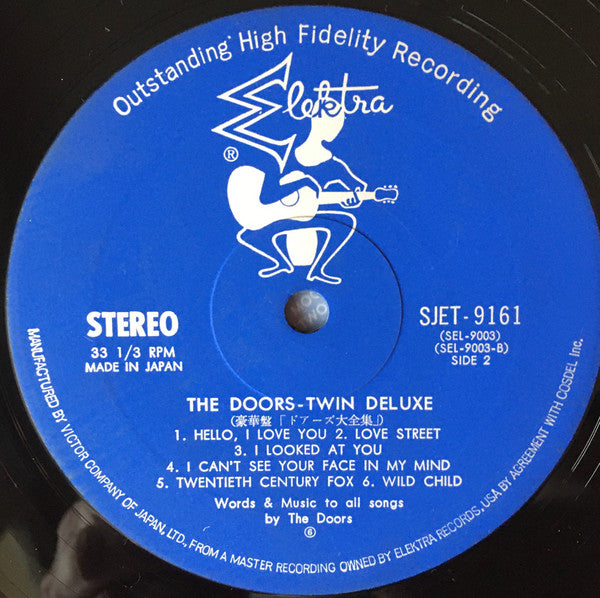 Outstanding High Fidelity Recording
Elektra
®
STEREO
33 1/3 RPM
MADE IN JAPAN
SJET-9161
(SEL-9003)
(SEL-9003-B)
SIDE 2
THE DOORS-TWIN DELUXE
(豪華盤「ドアーズ大全集」)
1. HELLO, I LOVE YOU 2. LOVE STREET
3. I LOOKED AT YOU
4. I CAN'T SEE YOUR FACE IN MY MIND
5. TWENTIETH CENTURY FOX 6. WILD CHILD
Words & Music to all songs
by The Doors
⑥
MANUFACTURED BY VICTOR COMPANY OF JAPAN, LTD., FROM A MASTER RECORDING OWNED BY ELEKTRA RECORDS, USA BY AGREEMENT WITH COSDEL Inc.